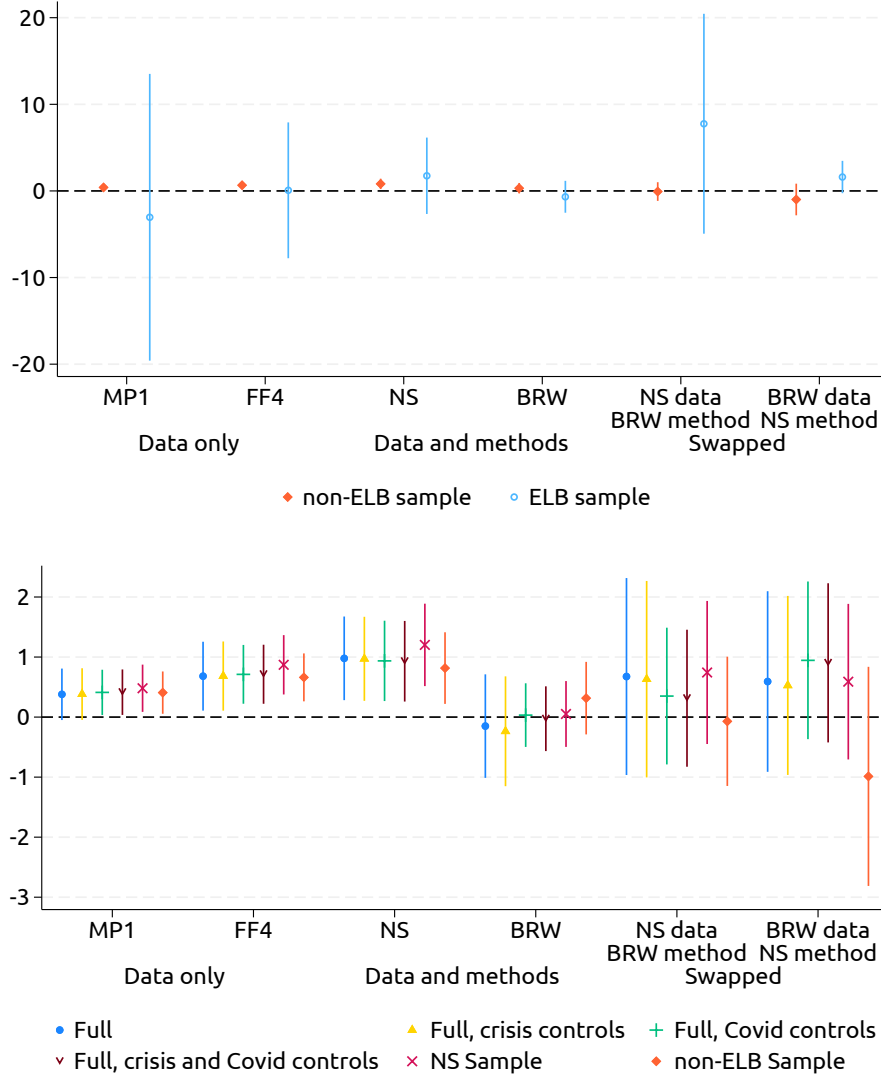 20
10
0
-10
-20
MP1 FF4 NS BRW NS data BRW data
BRW method NS method
Data only Data and methods Swapped
non-ELB sample ELB sample
2
1
0
-1
-2
-3
MP1 FF4 NS BRW NS data BRW data
BRW method NS method
Data only Data and methods Swapped
Full Full, crisis controls Full, Covid controls
Full, crisis and Covid controls NS Sample non-ELB Sample